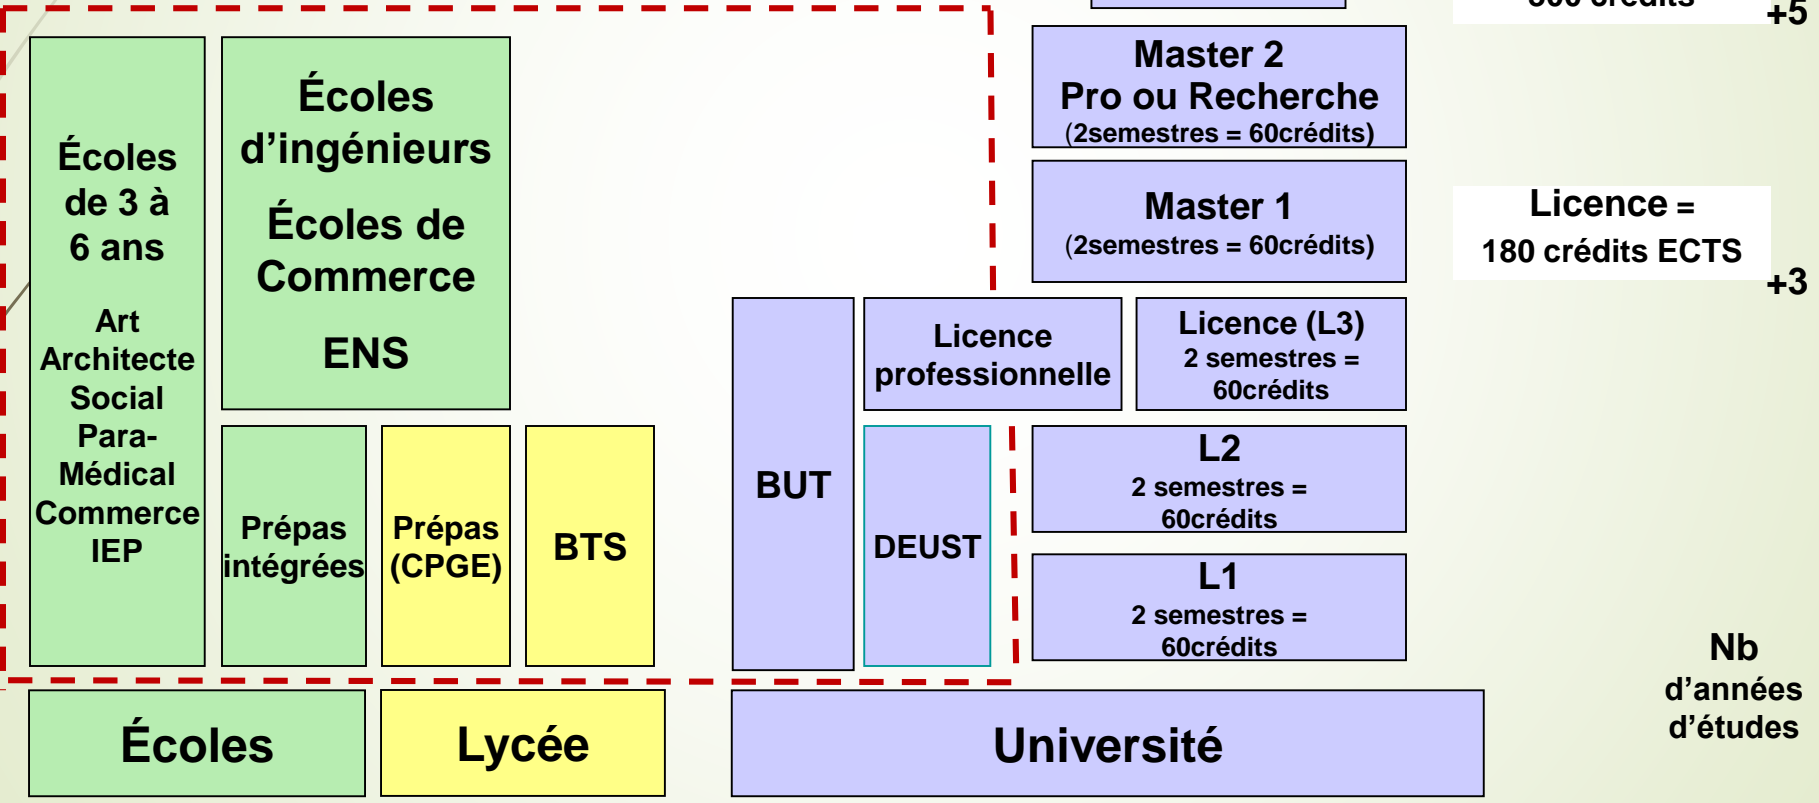 +5
Master 2
Pro ou Recherche
(2semestres = 60crédits)
Master 1
(2semestres = 60crédits)
Licence =
180 crédits ECTS
+3
Écoles
de 3 à
6 ans
Art
Architecte
Social
Para-
Médical
Commerce
IEP
Écoles
d’ingénieurs
Écoles de
Commerce
ENS
Prépas
intégrées
Prépas
(CPGE)
BTS
BUT
Licence
professionnelle
Licence (L3)
2 semestres =
60crédits
DEUST
L2
2 semestres =
60crédits
L1
2 semestres =
60crédits
Nb
d’années
d’études
Écoles
Lycée
Université